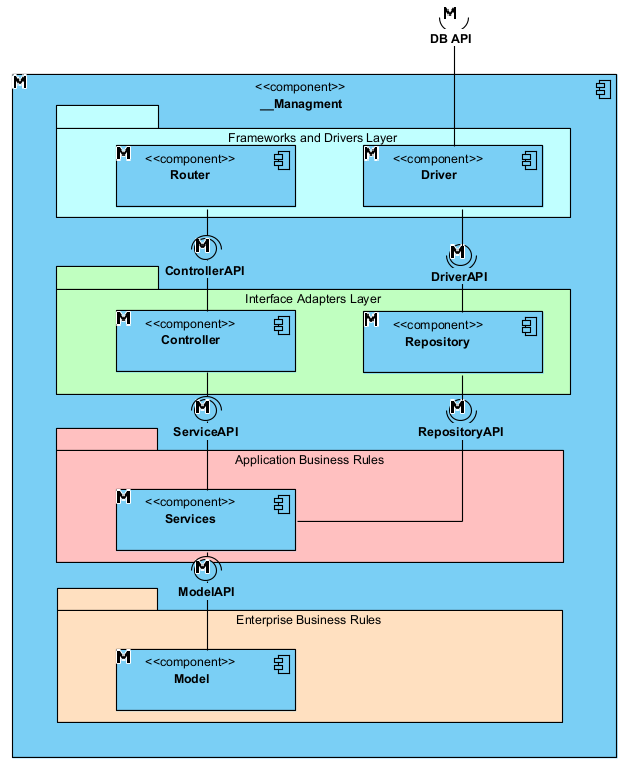 M
DB API
M
<<component>>
__Managment
Frameworks and Drivers Layer
M
<<component>>
Router
M
<<component>>
Driver
M
ControllerAPI
M
DriverAPI
Interface Adapters Layer
M
<<component>>
Controller
M
<<component>>
Repository
M
ServiceAPI
M
RepositoryAPI
Application Business Rules
M
<<component>>
Services
M
ModelAPI
Enterprise Business Rules
M
<<component>>
Model